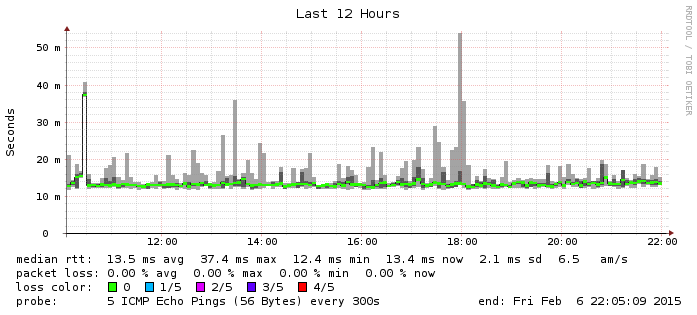 Last 12 Hours
RRDTOOL / TOBI OETIKER
Seconds
50 m
40 m
30 m
20 m
10 m
0
12:00 14:00 16:00 18:00 20:00 22:00
median rtt: 13.5 ms avg 37.4 ms max 12.4 ms min 13.4 ms now 2.1 ms sd 6.5 am/s
packet loss: 0.00 % avg 0.00 % max 0.00 % min 0.00 % now
loss color: 0 1/5 2/5 3/5 4/5
probe: 5 ICMP Echo Pings (56 Bytes) every 300s end: Fri Feb 6 22:05:09 2015